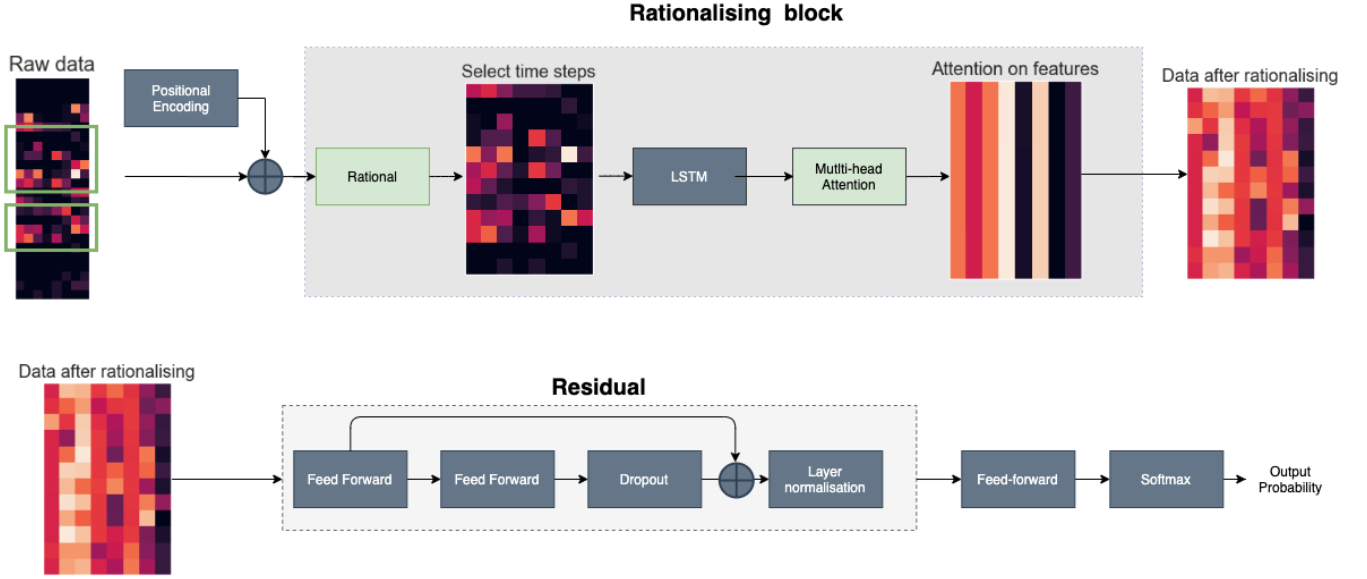 Rationalising block
Raw data
Positional
Encoding
Select time steps
Attention on features
Data after rationalising
Rational
LSTM
Mutlti-head
Attention
Data after rationalising
Residual
Feed Forward
Feed Forward
Dropout
Layer
normalisation
Feed-forward
Softmax
Output
Probability